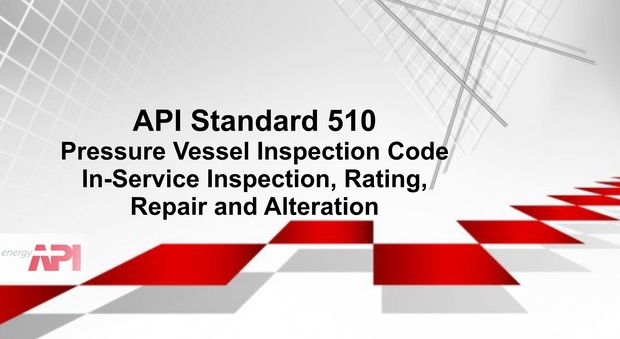 API Standard 510
Pressure Vessel Inspection Code
In-Service Inspection, Rating,
Repair and Alteration
energy API